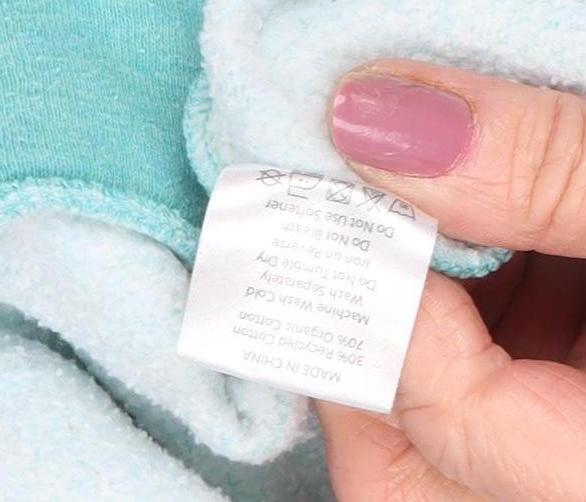 MADE IN CHINA
30% Recycled Cotton
70% Organic Cotton
Machine Wash Cold
Wash Separately
Do Not Tumble Dry
Iron on Reverse
Do Not Bleach
Do Not Use Softener